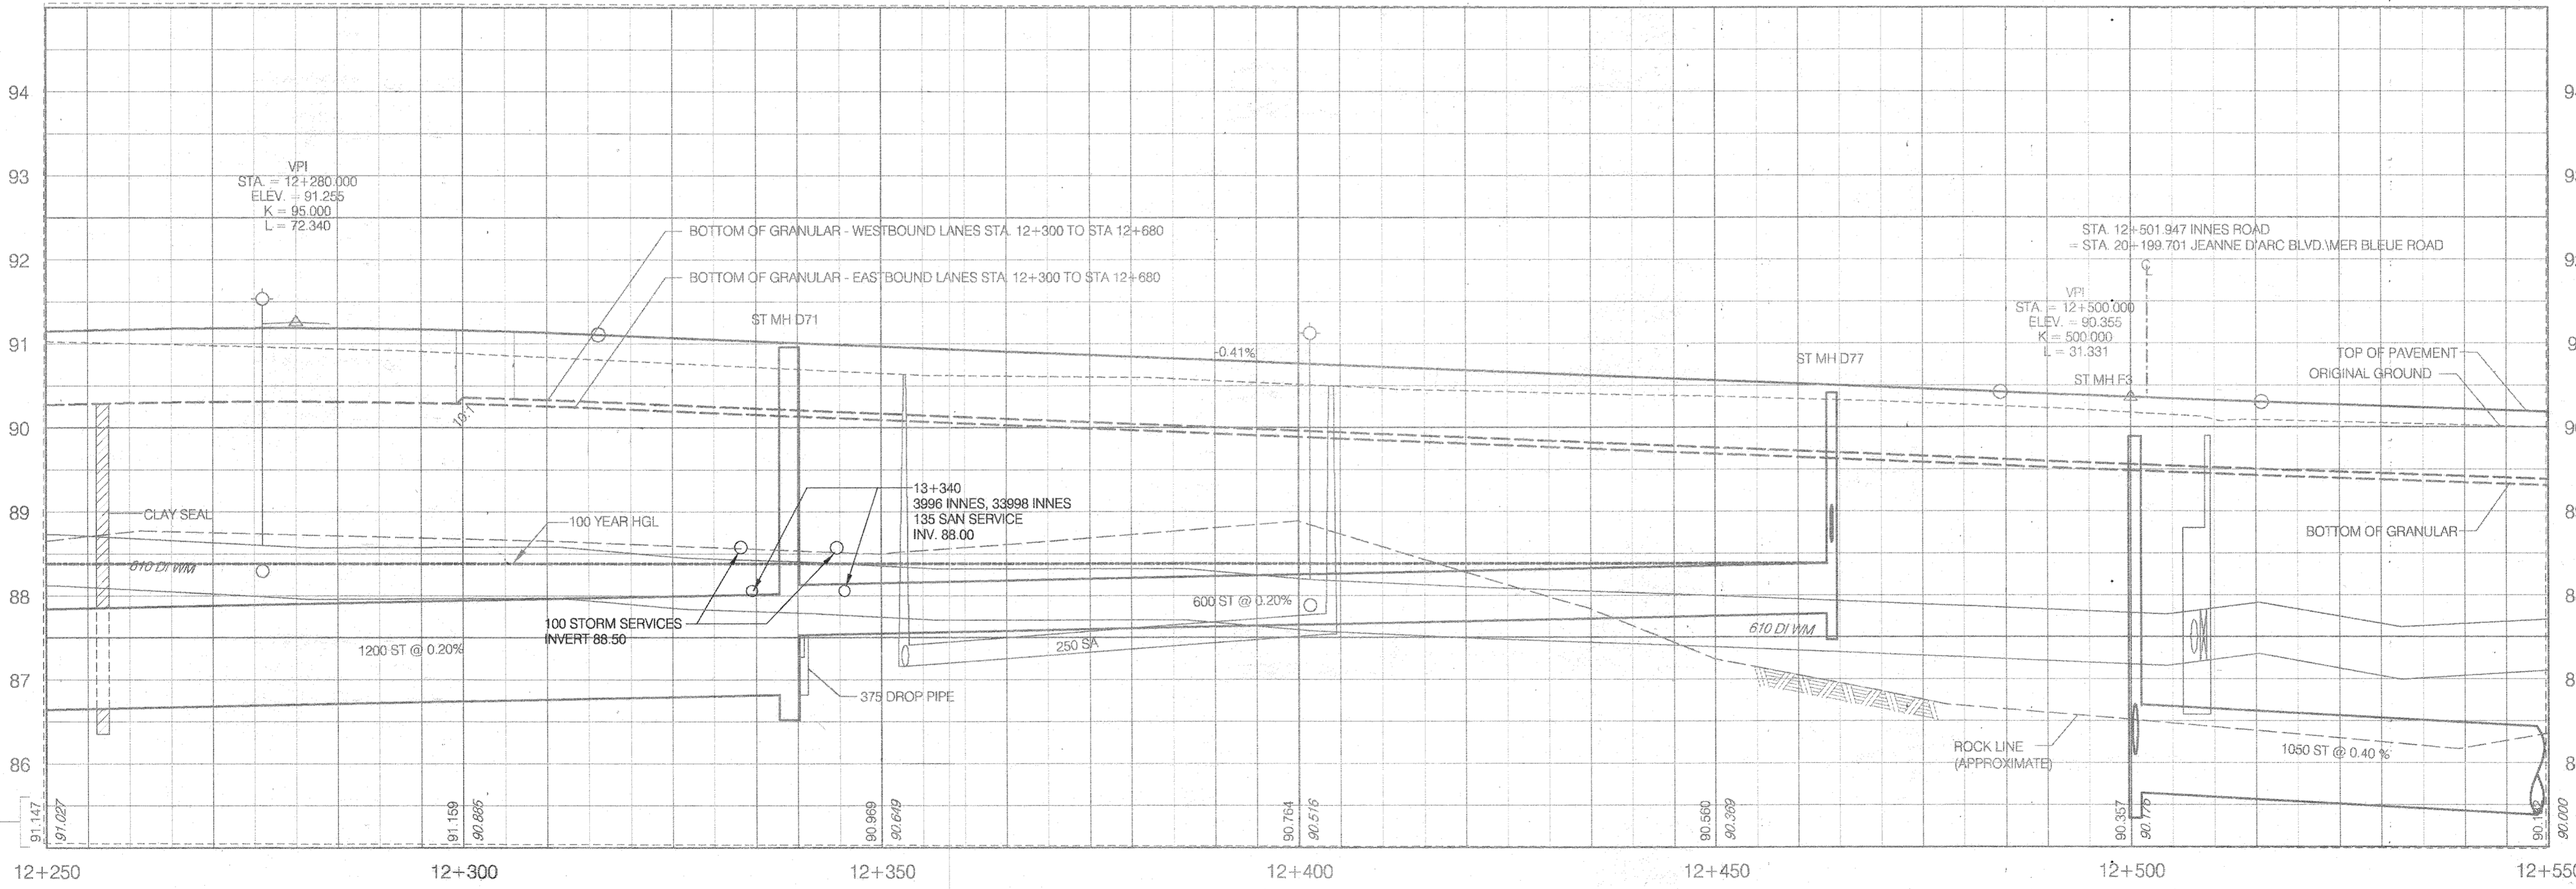 94
93
92
91
90
89
88
87
86
VPI
STA. = 12+280.000
ELEV. = 91.255
K = 95.000
L = 72.340
BOTTOM OF GRANULAR - WESTBOUND LANES STA. 12+300 TO STA 12+680
BOTTOM OF GRANULAR - EASTBOUND LANES STA. 12+300 TO STA 12+680
ST MH D71
-0.41%
ST MH D77
STA. 12+501.947 INNES ROAD
= STA. 20+199.701 JEANNE D'ARC BLVD.\MER BLEUE ROAD
VPI
STA. = 12+500.000
ELEV. = 90.355
K = 500.000
L = 31.331
ST MH F3
TOP OF PAVEMENT
ORIGINAL GROUND
BOTTOM OF GRANULAR
10:1
CLAY SEAL
100 YEAR HGL
13+340
3996 INNES, 33998 INNES
135 SAN SERVICE
INV. 88.00
610 DI WM
100 STORM SERVICES
INVERT 88.50
1200 ST @ 0.20%
600 ST @ 0.20%
250 SA
375 DROP PIPE
610 DI WM
ROCK LINE
(APPROXIMATE)
1050 ST @ 0.40 %
91.147
91.027
91.159
90.885
90.969
90.649
90.764
90.516
90.560
90.369
90.357
90.000
12+250
12+300
12+350
12+400
12+450
12+500
12+550